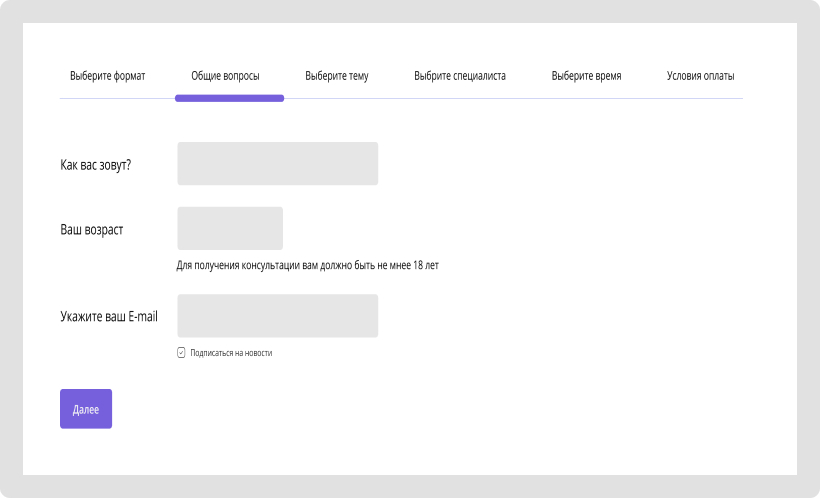 Выберите формат Общие вопросы Выберите тему Выбрите специалиста Выберите время Условия оплаты
Как вас зовут?
Ваш возраст
Для получения консультации вам должно быть не мнее 18 лет
Укажите ваш E-mail
Подписаться на новости
Далее